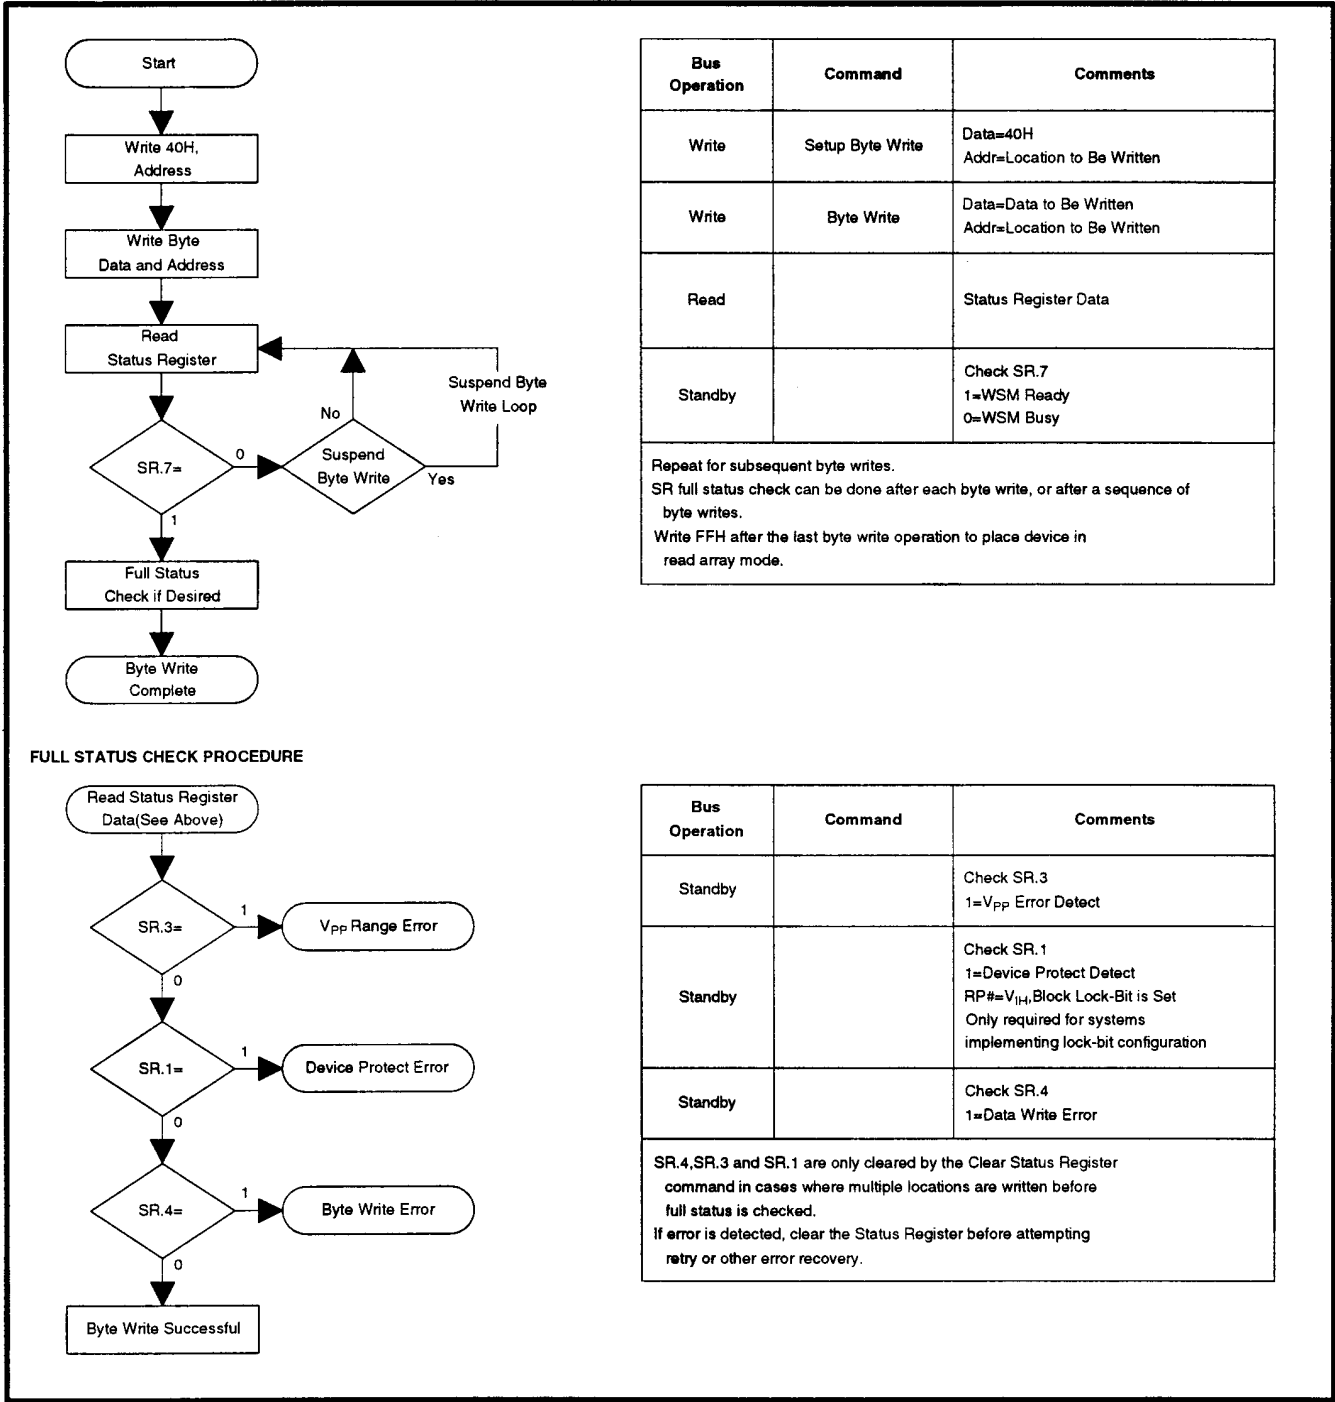 Start
Write 40H,
Address
Write Byte
Data and Address
Read
Status Register
Suspend Byte
Write Loop
No
SR.7=
0
Suspend
Byte Write
Yes
1
Full Status
Check if Desired
Byte Write
Complete
Bus
Operation
Command
Comments
Write
Setup Byte Write
Data=40H
Addr=Location to Be Written
Write
Byte Write
Data=Data to Be Written
Addr=Location to Be Written
Read
Status Register Data
Standby
Check SR.7
1=WSM Ready
0=WSM Busy
Repeat for subsequent byte writes.
SR full status check can be done after each byte write, or after a sequence of
byte writes.
Write FFH after the last byte write operation to place device in
read array mode.
FULL STATUS CHECK PROCEDURE
Read Status Register
Data(See Above)
SR.3=
1
VPP Range Error
0
SR.1=
1
Device Protect Error
0
SR.4=
1
Byte Write Error
0
Byte Write Successful
Bus
Operation
Command
Comments
Standby
Check SR.3
1=VPP Error Detect
Standby
Check SR.1
1=Device Protect Detect
RP#=VIH,Block Lock-Bit is Set
Only required for systems
implementing lock-bit configuration
Standby
Check SR.4
1=Data Write Error
SR.4,SR.3 and SR.1 are only cleared by the Clear Status Register
command in cases where multiple locations are written before
full status is checked.
If error is detected, clear the Status Register before attempting
retry or other error recovery.